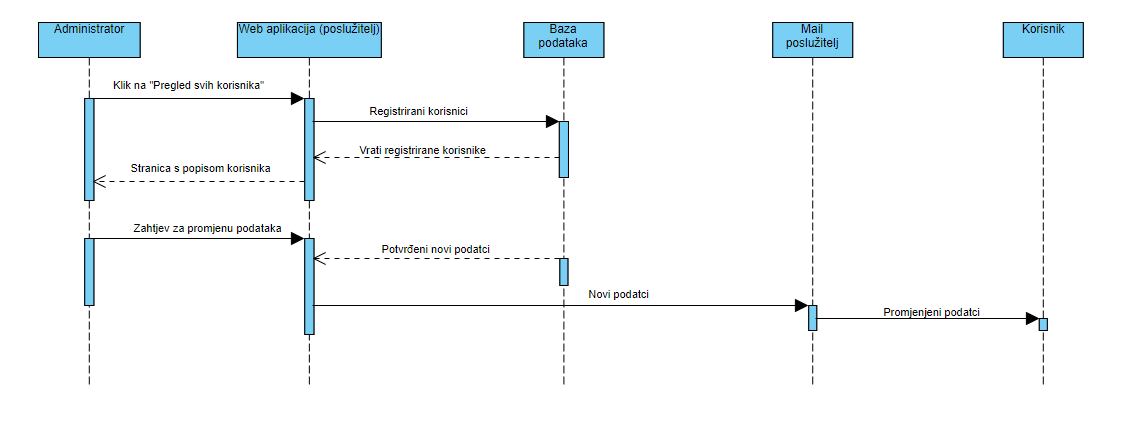 Administrator
Web aplikacija (poslužitelj)
Baza
podataka
Mail
poslužitelj
Korisnik
Klik na "Pregled svih korisnika"
Registrirani korisnici
Vrati registrirane korisnike
Stranica s popisom korisnika
Zahtjev za promjenu podataka
Potvrđeni novi podatci
Novi podatci
Promjenjeni podatci